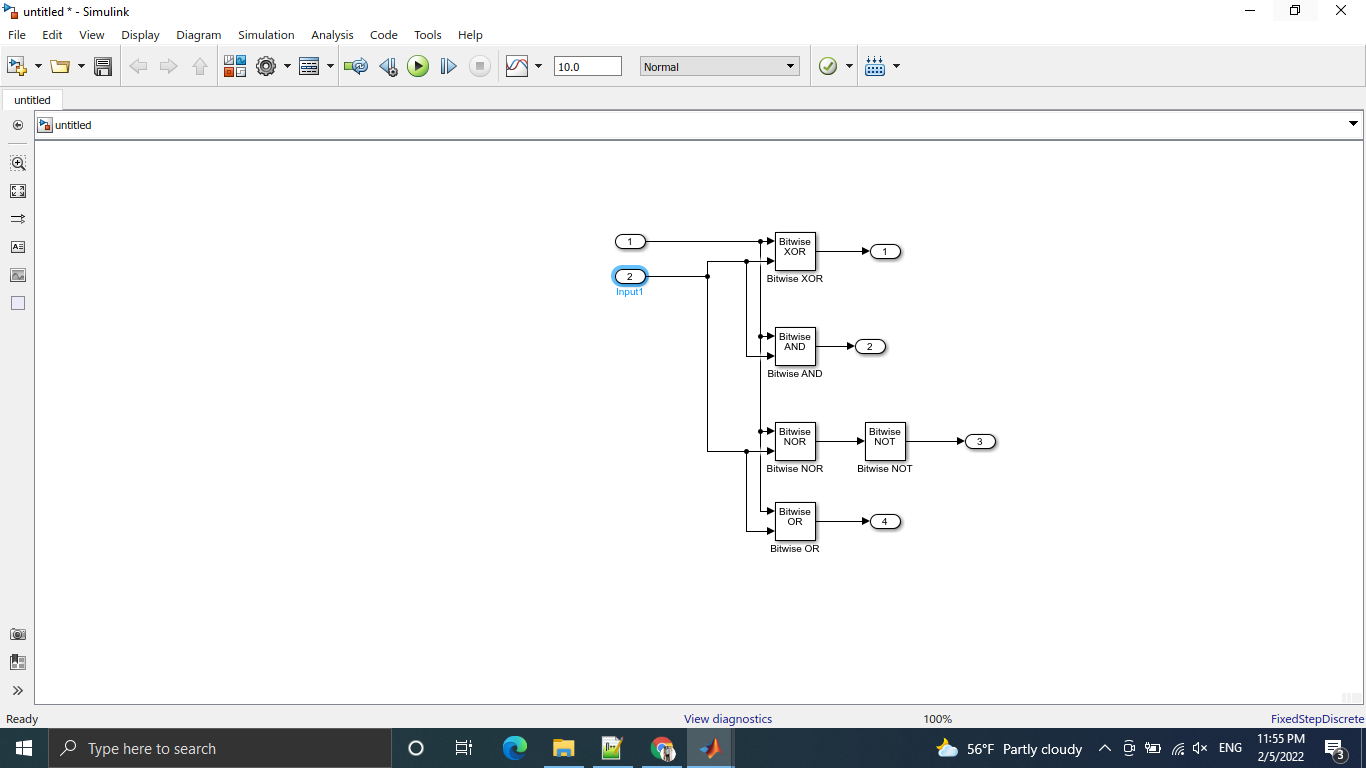 untitled * - Simulink
File Edit View Display Diagram Simulation Analysis Code Tools Help
10.0 Normal
untitled
untitled
1
2
Input1
Bitwise
XOR
Bitwise XOR
1
Bitwise
AND
Bitwise AND
2
Bitwise
NOR
Bitwise NOR
Bitwise
NOT
Bitwise NOT
3
Bitwise
OR
Bitwise OR
4
Ready View diagnostics 100% FixedStepDiscrete
Type here to search 56°F Partly cloudy ENG 11:55 PM
2/5/2022 3